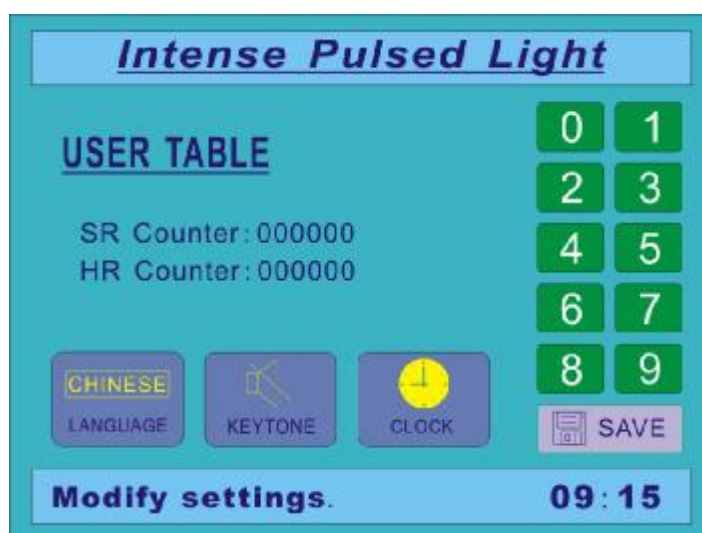 Intense Pulsed Light
USER TABLE
SR Counter:000000
HR Counter:000000
0 1
2 3
4 5
6 7
8 9
CHINESE
LANGUAGE
KEYTONE
CLOCK
SAVE
Modify settings.
09:15